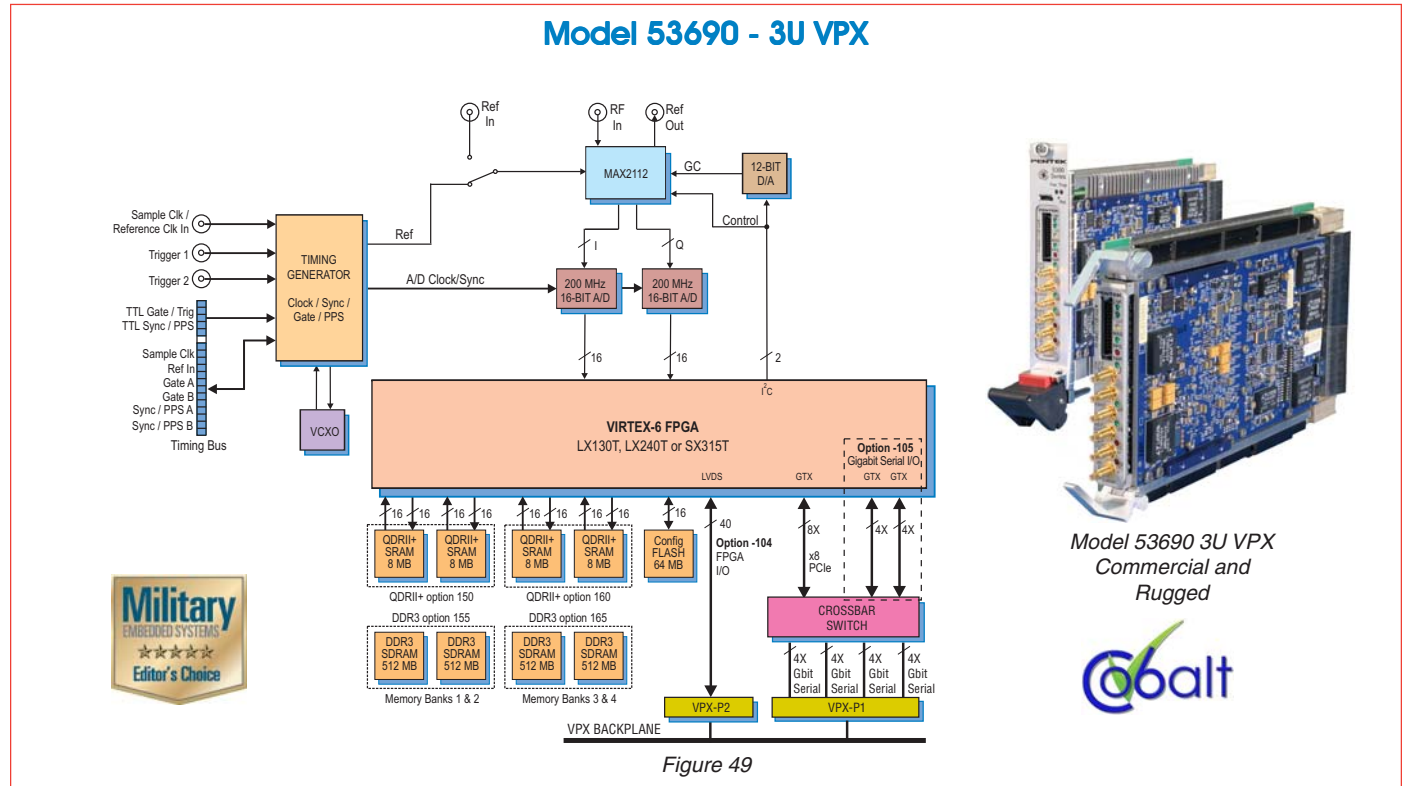 Model 53690 - 3U VPX
Ref
In
RF
In
Ref
Out
MAX2112
GC
12-BIT
D/A
Control
Sample Clk /
Reference Clk In
Trigger 1
Trigger 2
TTL Gate / Trig
TTL Sync / PPS
Sample Clk
Ref In
Gate A
Gate B
Sync / PPS A
Sync / PPS B
Timing Bus
TIMING
GENERATOR
Clock / Sync /
Gate / PPS
VCXO
Ref
A/D Clock/Sync
I
Q
200 MHz
16-BIT A/D
200 MHz
16-BIT A/D
16
16
2
I2C
VIRTEX-6 FPGA
LX130T, LX240T or SX315T
LVDS
GTX
Option -105
Gigabit Serial I/O
GTX GTX
16 16 16 16 16 16 16 16 16
40
8X
4X 4X
QDRII+
SRAM
8 MB
QDRII+
SRAM
8 MB
QDRII+
SRAM
8 MB
QDRII+
SRAM
8 MB
Config
FLASH
64 MB
Option -104
FPGA
I/O
x8
PCIe
QDRII+ option 150
QDRII+ option 160
DDR3 option 155
DDR3 option 165
DDR3
SDRAM
512 MB
DDR3
SDRAM
512 MB
DDR3
SDRAM
512 MB
DDR3
SDRAM
512 MB
Memory Banks 1 & 2
Memory Banks 3 & 4
CROSSBAR
SWITCH
4X
Gbit
Serial
4X
Gbit
Serial
4X
Gbit
Serial
4X
Gbit
Serial
VPX-P2
VPX-P1
VPX BACKPLANE
Figure 49
Military
EMBEDDED SYSTEMS
Editor's Choice
PENTEK
Model 53690 3U VPX
Commercial and
Rugged
Cobalt